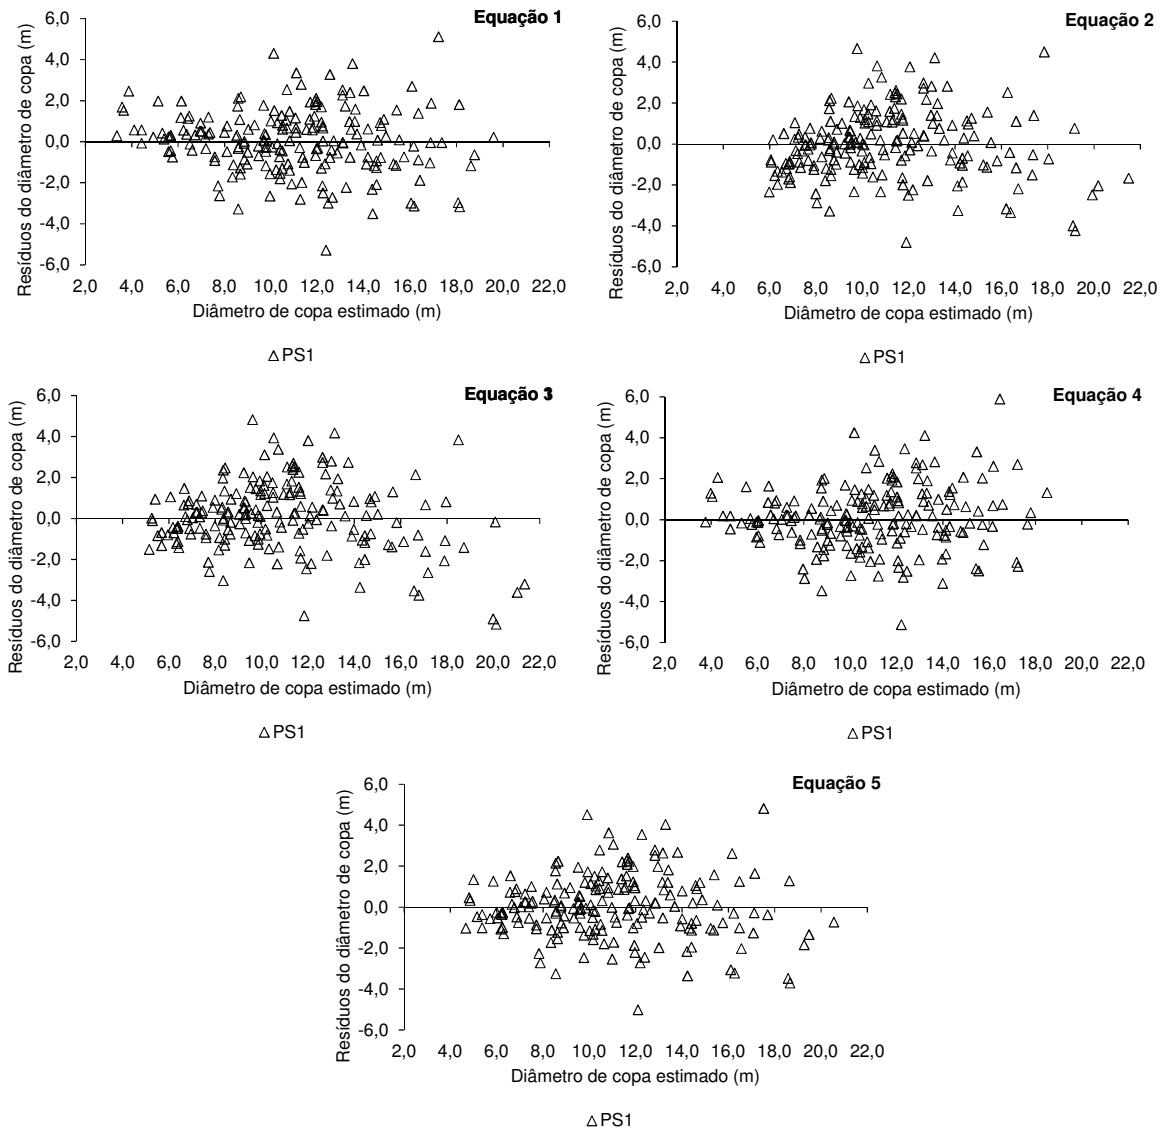 Equação 1
Resíduos do diâmetro de copa (m)
6,0
4,0
2,0
0,0
-2,0
-4,0
-6,0
2,0 4,0 6,0 8,0 10,0 12,0 14,0 16,0 18,0 20,0 22,0
Diâmetro de copa estimado (m)
PS1
Equação 2
Resíduos do diâmetro de copa (m)
6,0
4,0
2,0
0,0
-2,0
-4,0
-6,0
2,0 4,0 6,0 8,0 10,0 12,0 14,0 16,0 18,0 20,0 22,0
Diâmetro de copa estimado (m)
PS1
Equação 3
Resíduos do diâmetro de copa (m)
6,0
4,0
2,0
0,0
-2,0
-4,0
-6,0
2,0 4,0 6,0 8,0 10,0 12,0 14,0 16,0 18,0 20,0 22,0
Diâmetro de copa estimado (m)
PS1
Equação 4
Resíduos do diâmetro de copa (m)
6,0
4,0
2,0
0,0
-2,0
-4,0
-6,0
2,0 4,0 6,0 8,0 10,0 12,0 14,0 16,0 18,0 20,0 22,0
Diâmetro de copa estimado (m)
PS1
Equação 5
Resíduos do diâmetro de copa (m)
6,0
4,0
2,0
0,0
-2,0
-4,0
-6,0
2,0 4,0 6,0 8,0 10,0 12,0 14,0 16,0 18,0 20,0 22,0
Diâmetro de copa estimado (m)
PS1